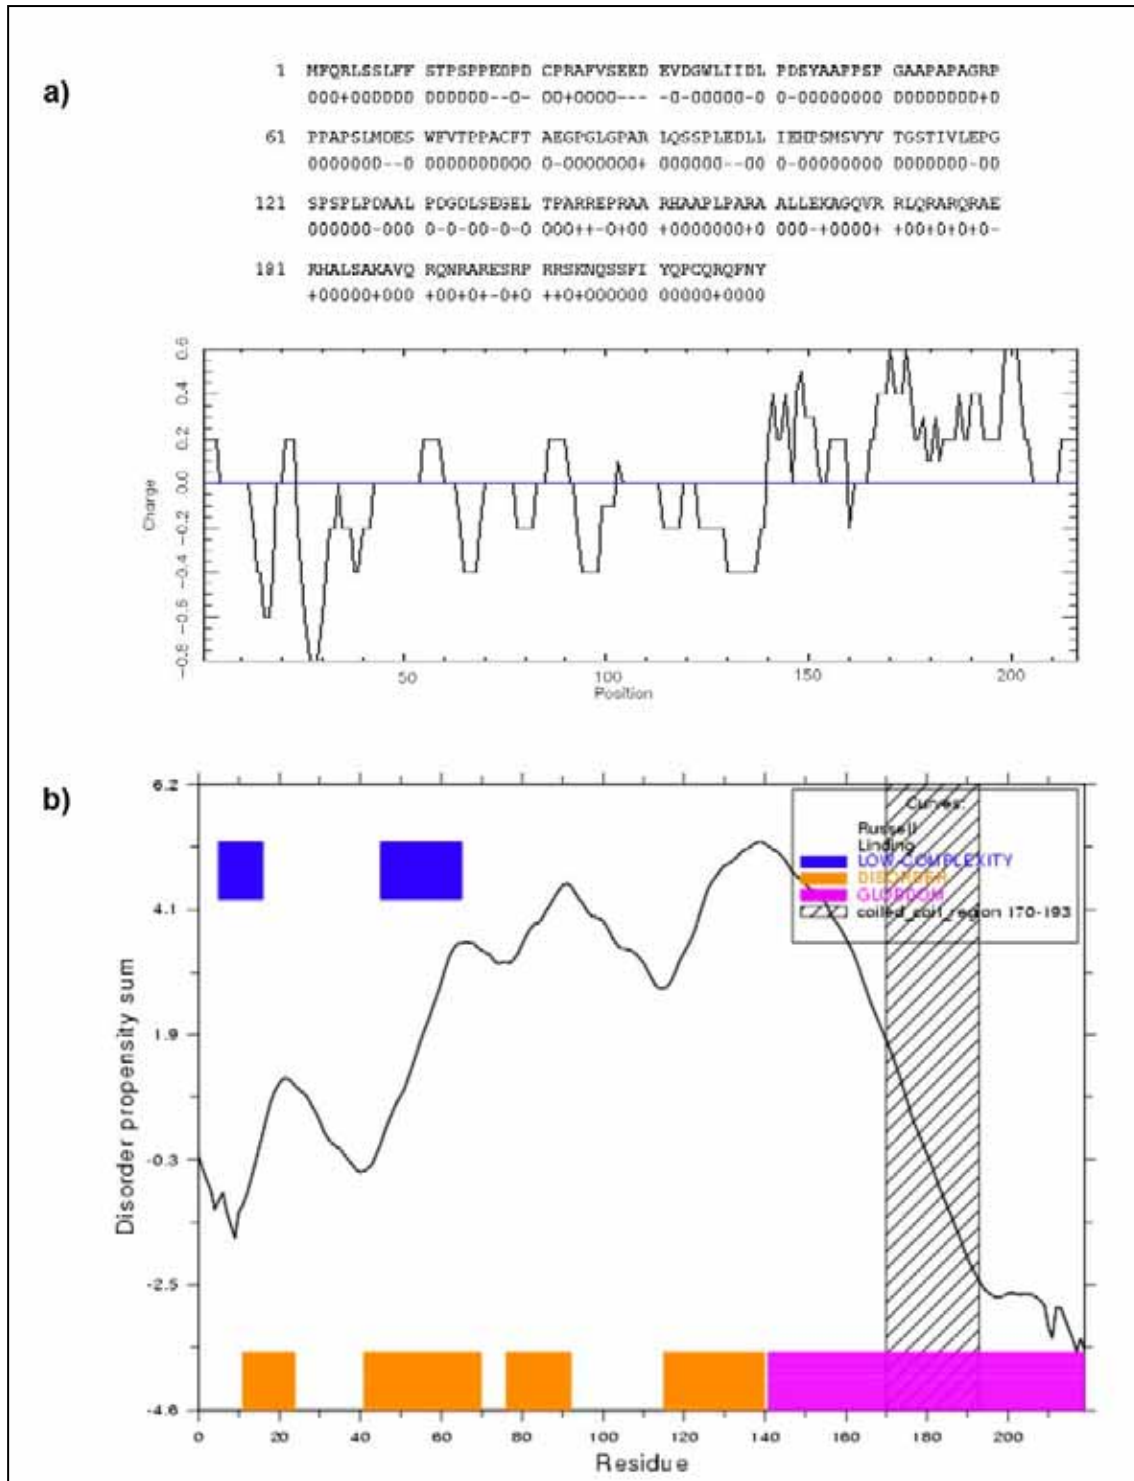 a)
1 MFQRLSSLFF STPSPPEDPD CPRAFVSEED EVDGWLIIDL PDSYAAPPSP GAAPAPAGRP
000+000000 000000--0- 00+0000--- -0-00000-0 0-00000000 00000000+0
61 PPAPSLMDES WFVTPPACFT AEGPGLGPAR LQSSPLEDLL IEHPSMSVYV TGSTIVLEPG
0000000--0 0000000000 0-0000000+ 000000--00 0-00000000 0000000-00
121 SPSPLPDAAL PDGDLSEGEL TPARREPRAA RHAAPLPARA ALLEKAGQVR RLQRARQRAE
000000-000 0-0-00-0-0 000++-0+00 +0000000+0 000-+0000+ +00+0+0+0-
181 RHALSAKAVQ RQNRARESRP RRSKNQSSFI YQPCQRQFNY
+00000+000 +00+0+-0+0 ++0+000000 00000+0000
0.6
0.4
0.2
0.0
-0.2
-0.4
-0.6
-0.8
Charge
50 100 150 200
Position
b)
6.2
4.1
1.9
-0.3
-2.5
-4.6
Disorder propensity sum
Curves:
Russell
Linding
LOW-COMPLEXITY
DISORDER
GLOBDOM
coiled_coil_region 170-193
0 20 40 60 80 100 120 140 160 180 200
Residue